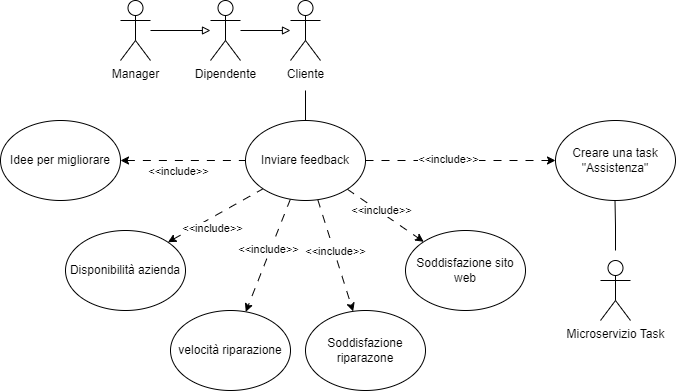 Manager
Dipendente
Cliente
Idee per migliorare
<<include>>
Inviare feedback
<<include>>
Creare una task
"Assistenza"
<<include>>
<<include>>
<<include>>
<<include>>
Disponibilità azienda
Soddisfazione sito
web
velocità riparazione
Soddisfazione
riparazone
Microservizio Task